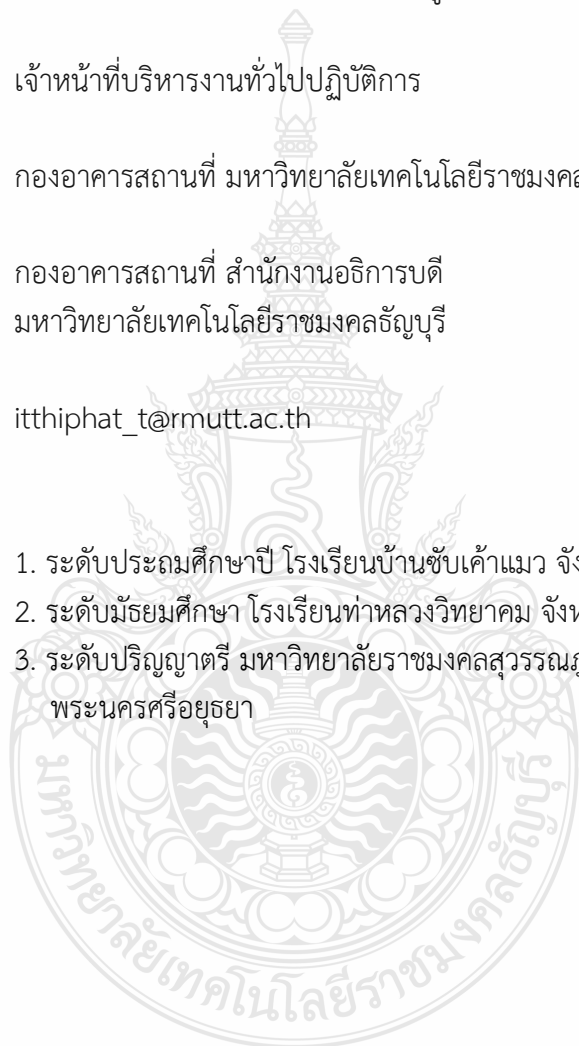 เจ้าหน้าที่บริหารงานทั่วไปปฏิบัติการ
กองอาคารสถานที่ มหาวิทยาลัยเทคโนโลยีราชมงคล
กองอาคารสถานที่ สำนักงานอธิการบดี
มหาวิทยาลัยเทคโนโลยีราชมงคลธัญบุรี
itthiphat_t@rmutt.ac.th
1. ระดับประถมศึกษาปี โรงเรียนบ้านซับเค้าแมว
2. ระดับมัธยมศึกษา โรงเรียนท่าหลวงวิทยาคม
3. ระดับปริญญาตรี มหาวิทยาลัยราชมงคลสุวรรณ
พระนครศรีอยุธยา
มหาวิทยาลัยเทคโนโลยีราชมงคลธัญบุรี